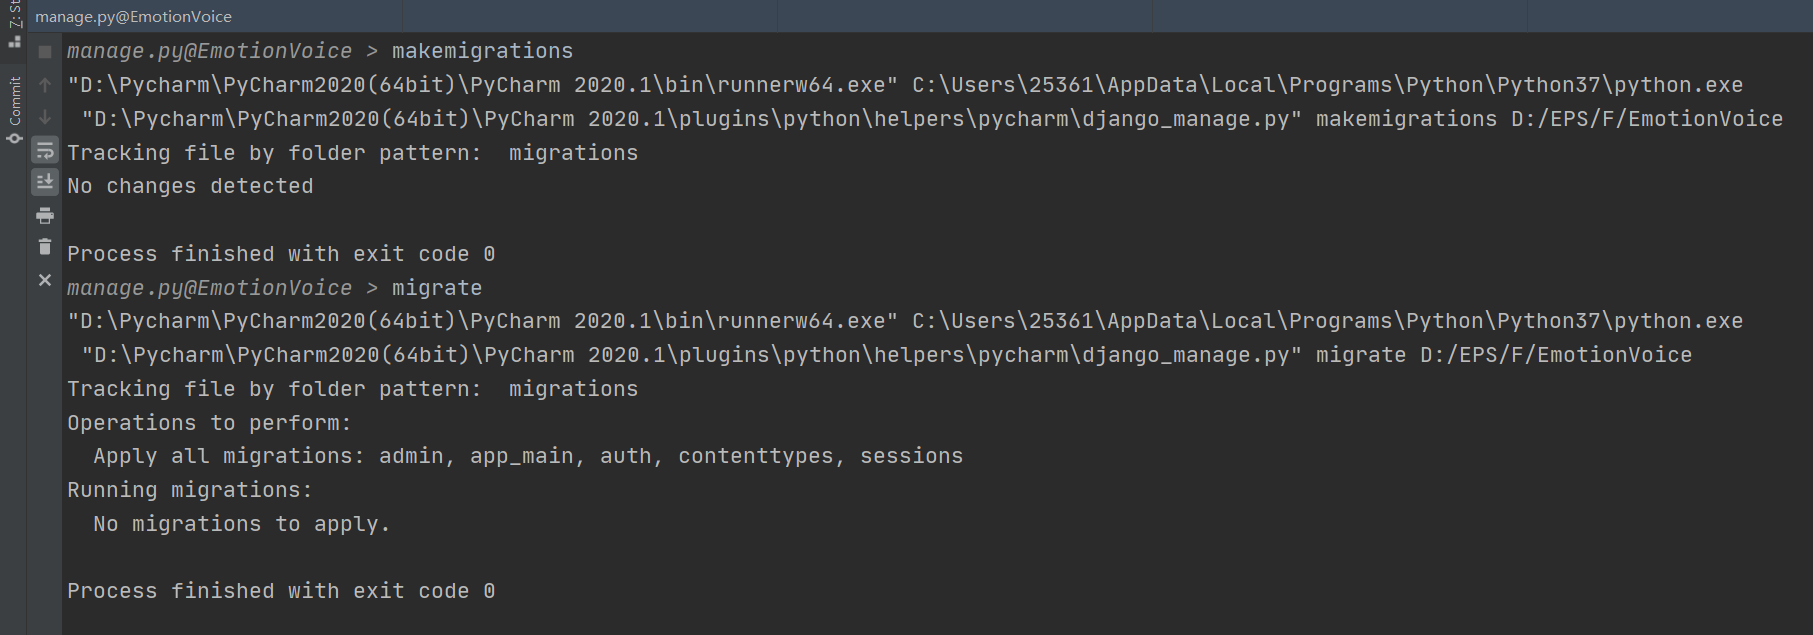 manage.py@EmotionVoice
Z: St
Commit
manage.py@EmotionVoice > makemigrations
"D:\Pycharm\PyCharm2020(64bit)\PyCharm 2020.1\bin\runnerw64.exe" C:\Users\25361\AppData\Local\Programs\Python\Python37\python.exe
"D:\Pycharm\PyCharm2020(64bit)\PyCharm 2020.1\plugins\python\helpers\pycharm\django_manage.py" makemigrations D:/EPS/F/EmotionVoice
Tracking file by folder pattern:  migrations
No changes detected
Process finished with exit code 0
manage.py@EmotionVoice > migrate
"D:\Pycharm\PyCharm2020(64bit)\PyCharm 2020.1\bin\runnerw64.exe" C:\Users\25361\AppData\Local\Programs\Python\Python37\python.exe
"D:\Pycharm\PyCharm2020(64bit)\PyCharm 2020.1\plugins\python\helpers\pycharm\django_manage.py" migrate D:/EPS/F/EmotionVoice
Tracking file by folder pattern:  migrations
Operations to perform:
Apply all migrations: admin, app_main, auth, contenttypes, sessions
Running migrations:
No migrations to apply.
Process finished with exit code 0